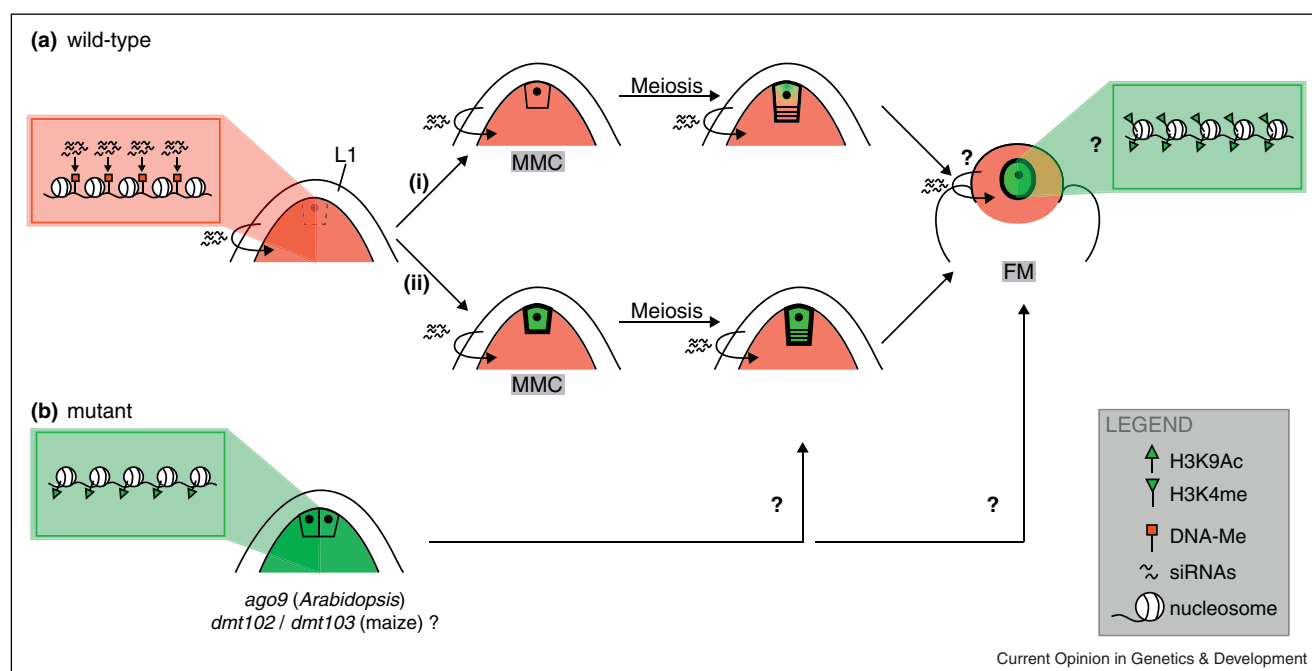 (a) wild-type
L1
(i)
MMC
Meiosis
?
?
FM
(ii)
MMC
Meiosis
(b) mutant
?
?
ago9 (Arabidopsis)
dmt102 / dmt103 (maize) ?
LEGEND
H3K9Ac
H3K4me
DNA-Me
siRNAs
nucleosome
Current Opinion in Genetics & Development